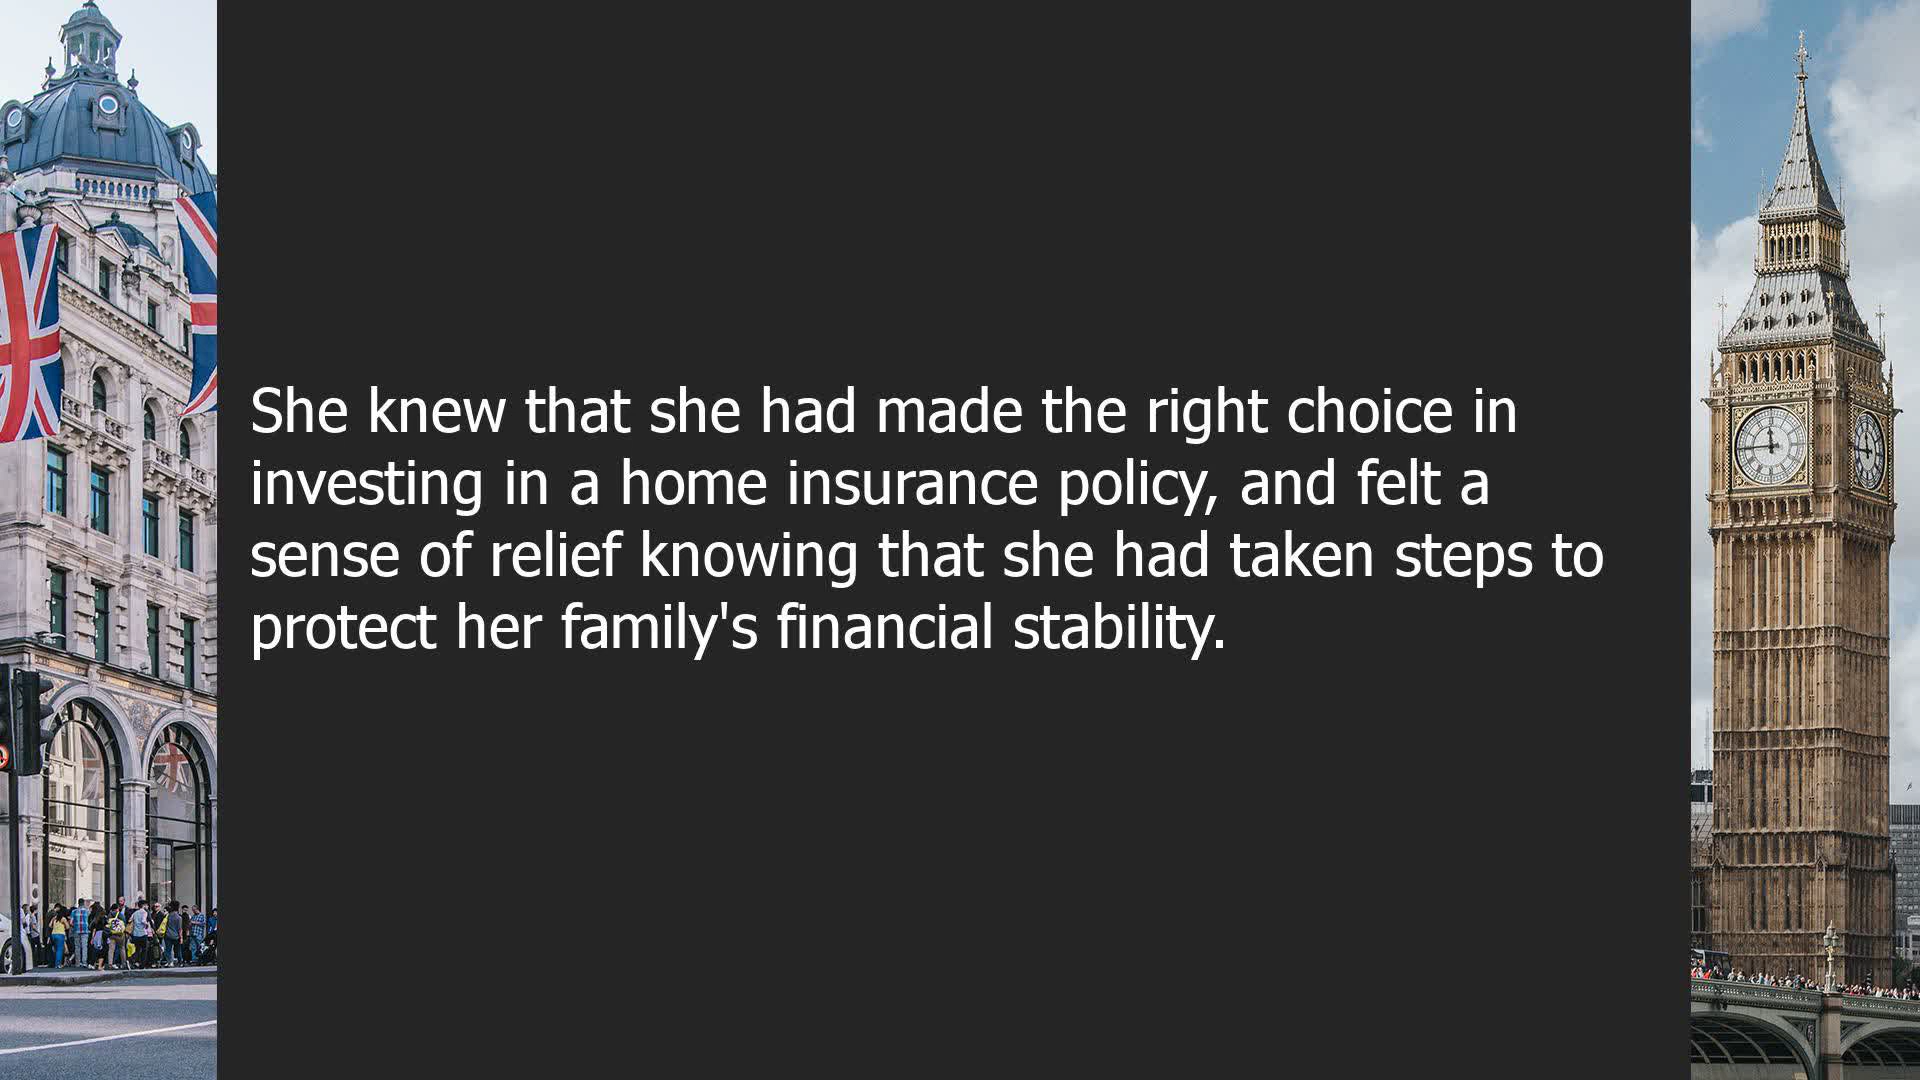 She knew that she had made the right choice in
investing in a home insurance policy, and felt a
sense of relief knowing that she had taken steps to
protect her family's financial stability.